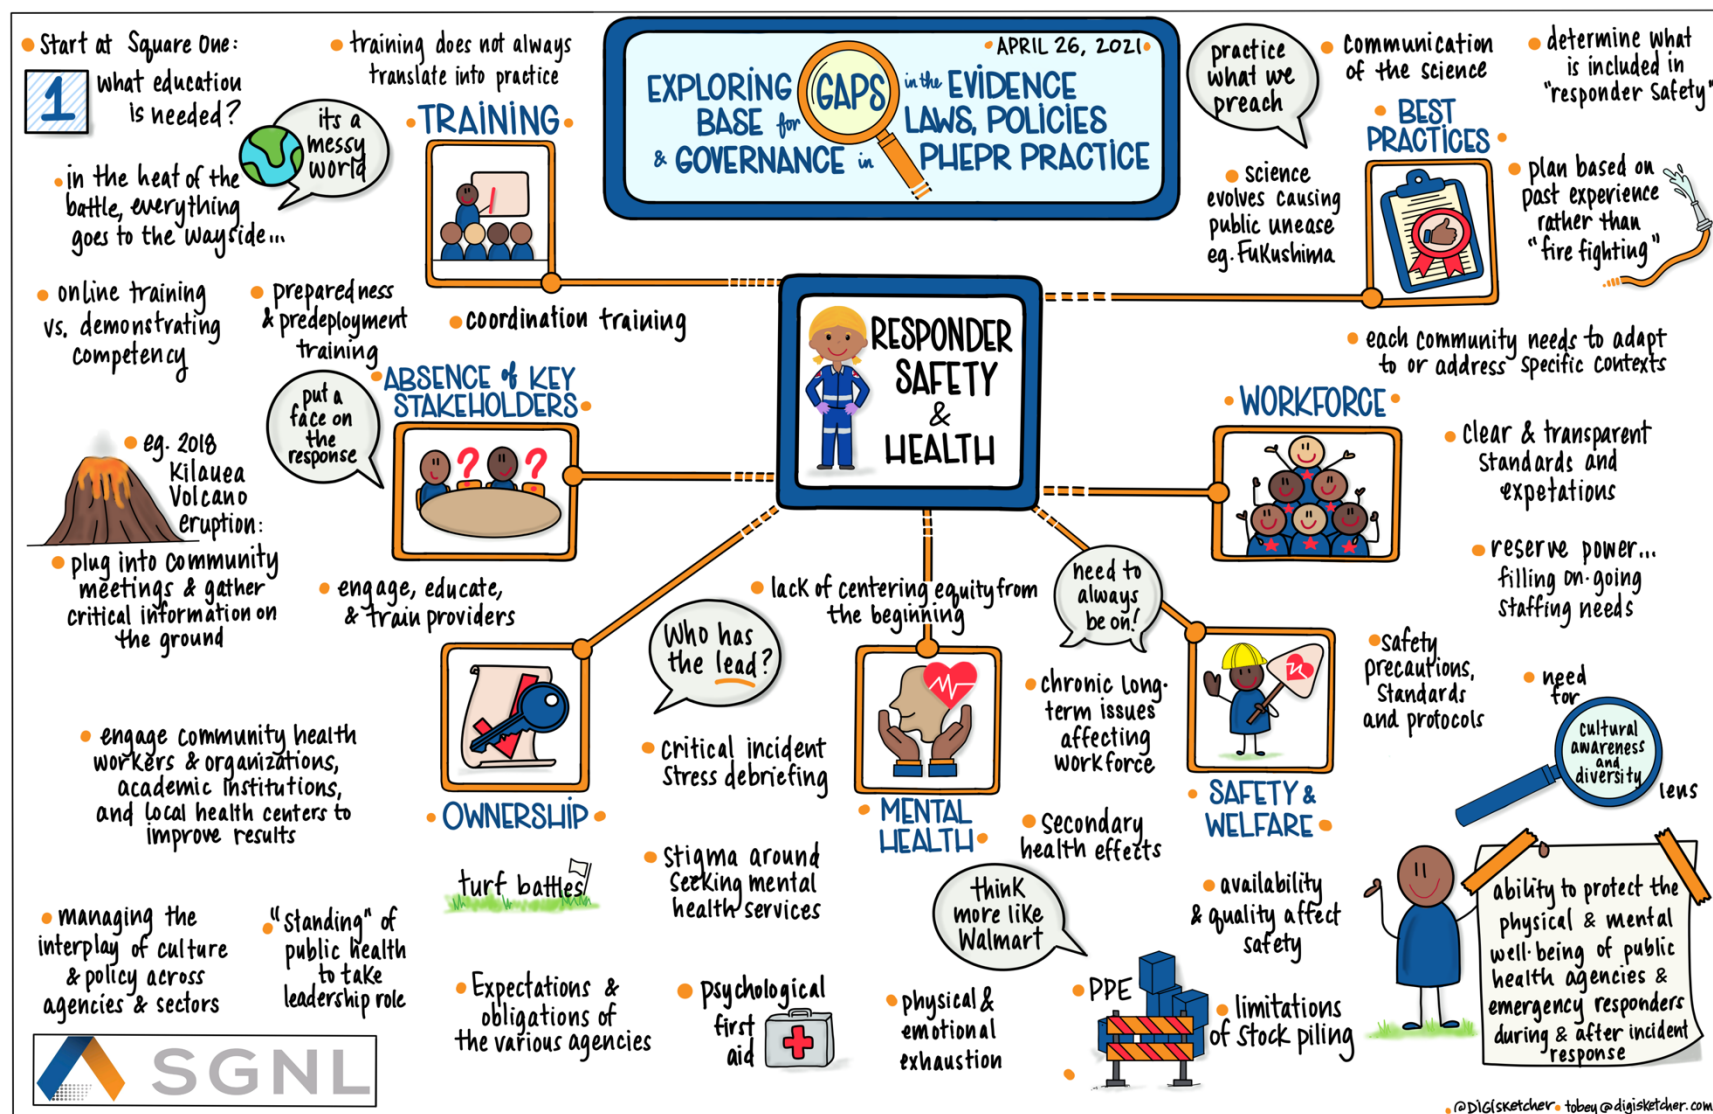 APRIL 26, 2021
EXPLORING GAPS in the EVIDENCE
BASE for LAWS, POLICIES
& GOVERNANCE in PHEPR PRACTICE
RESPONDER
SAFETY
&
HEALTH
Start at Square One:
1
what education
is needed?
training does not always
translate into practice
its a
messy
world
TRAINING
in the heat of the
battle, everything
goes to the wayside...
online training
vs. demonstrating
competency
preparedness
& predeployment
training
coordination training
put a
face on
the
response
ABSENCE of KEY
STAKEHOLDERS
? ?
eg. 2018
Kilauea
Volcano
eruption:
plug into community
meetings & gather
critical information on
the ground
engage, educate,
& train providers
engage community health
workers & organizations,
academic institutions,
and local health centers to
improve results
managing the
interplay of culture
& policy across
agencies & sectors
"Standing" of
public health
to take
leadership role
OWNERSHIP
turf battles
Expectations &
obligations of
the various agencies
Who has
the lead?
lack of centering equity from
the beginning
critical incident
stress debriefing
Stigma around
seeking mental
health services
psychological
first
aid
MENTAL
HEALTH
physical &
emotional
exhaustion
need to
always
be on!
chronic long-
term issues
affecting
workforce
Secondary
health effects
SAFETY &
WELFARE
think
more like
Walmart
PPE
availability
& quality affect
safety
limitations
of stock piling
safety
precautions,
standards
and protocols
practice
what we
preach
communication
of the science
determine what
is included in
"responder safety"
BEST
PRACTICES
science
evolves causing
public unease
eg. Fukushima
plan based on
past experience
rather than
"fire fighting"
each community needs to adapt
to or address specific contexts
WORKFORCE
clear & transparent
standards and
expetations
reserve power...
filling on-going
staffing needs
need
for
cultural
awareness
and
diversity
lens
ability to protect the
physical & mental
well-being of public
health agencies &
emergency responders
during & after incident
response
SGNL
@DigiSketcher tobey@digisketcher.com